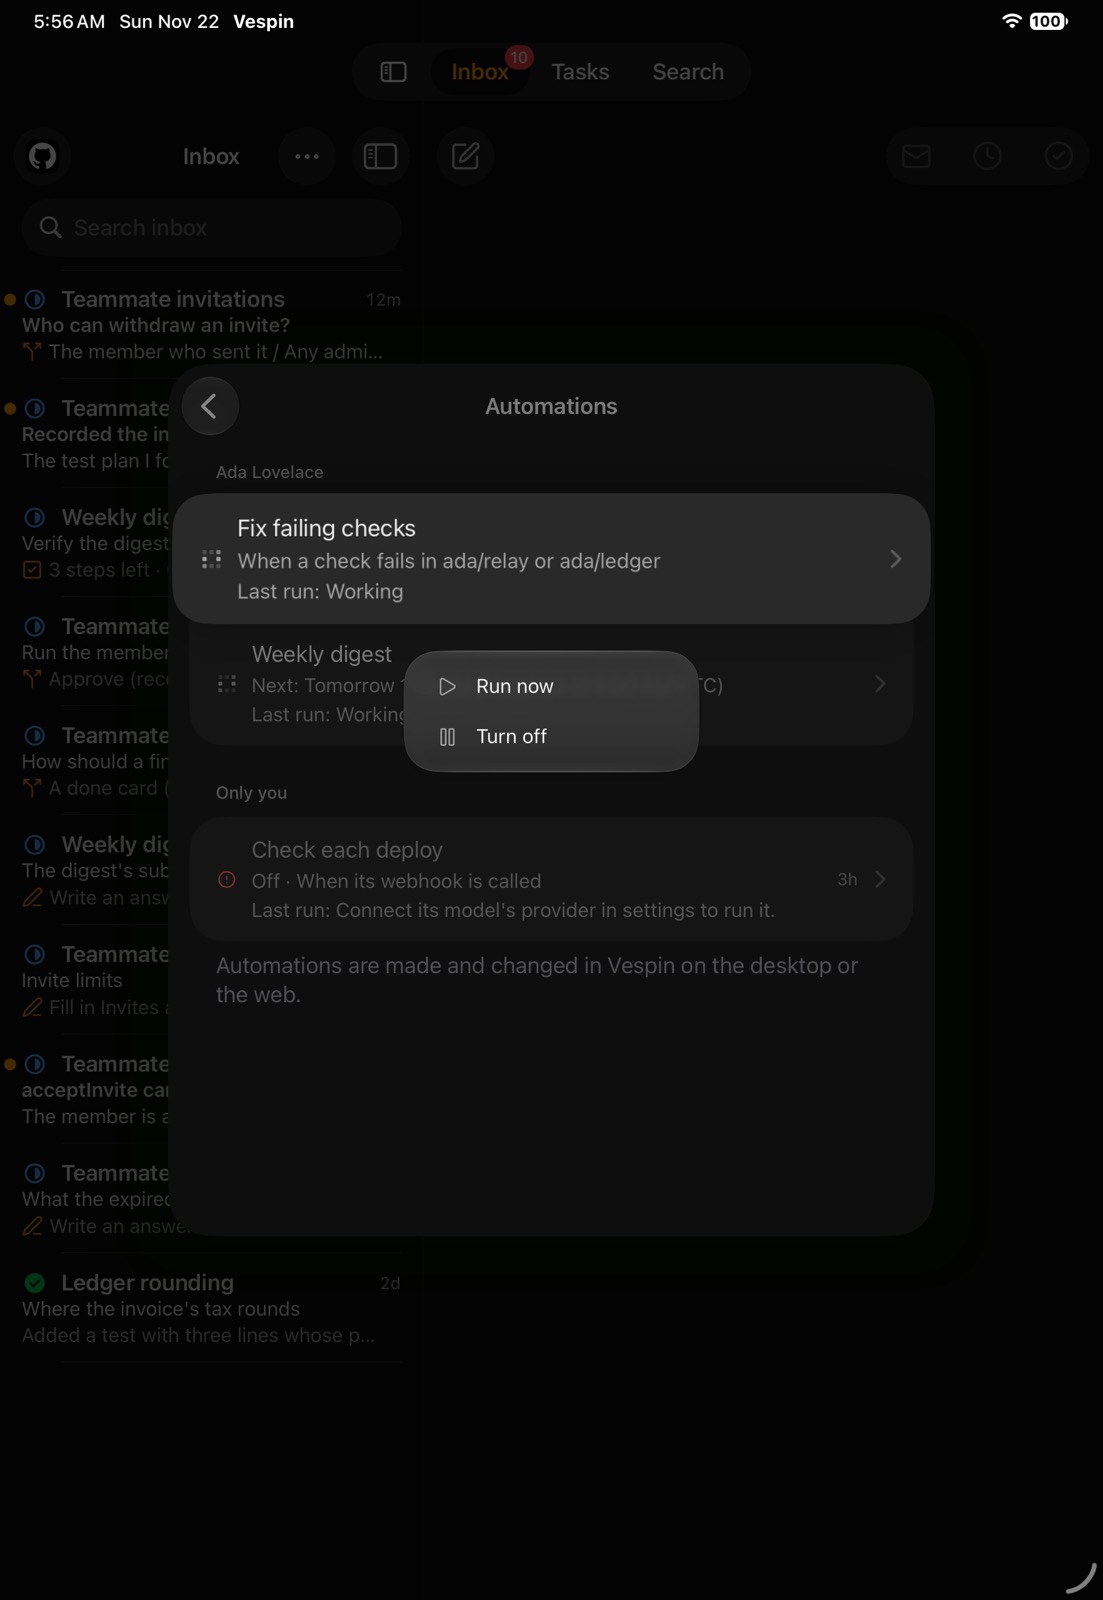 5:56 AM Sun Nov 22 Vespin
100
Inbox
10
Tasks
Search
Inbox
Search inbox
Teammate invitations 12m
Who can withdraw an invite?
The member who sent it / Any admi...
Teammate
Recorded the in
The test plan I fo
Weekly dig
Verify the digest
3 steps left ·
Teammate
Run the member
Approve (rec
Teammate
How should a fir
A done card (
Weekly dig
The digest's sub
Write an answ
Teammate
Invite limits
Fill in Invites
Teammate
acceptInvite ca
The member is a
Teammate
What the expired
Write an answe
Ledger rounding 2d
Where the invoice's tax rounds
Added a test with three lines whose p...
Automations
Ada Lovelace
Fix failing checks
When a check fails in ada/relay or ada/ledger
Last run: Working
Weekly digest
Next: Tomorrow TC)
Last run: Working
Run now
Turn off
Only you
Check each deploy
Off · When its webhook is called 3h
Last run: Connect its model's provider in settings to run it.
Automations are made and changed in Vespin on the desktop or
the web.